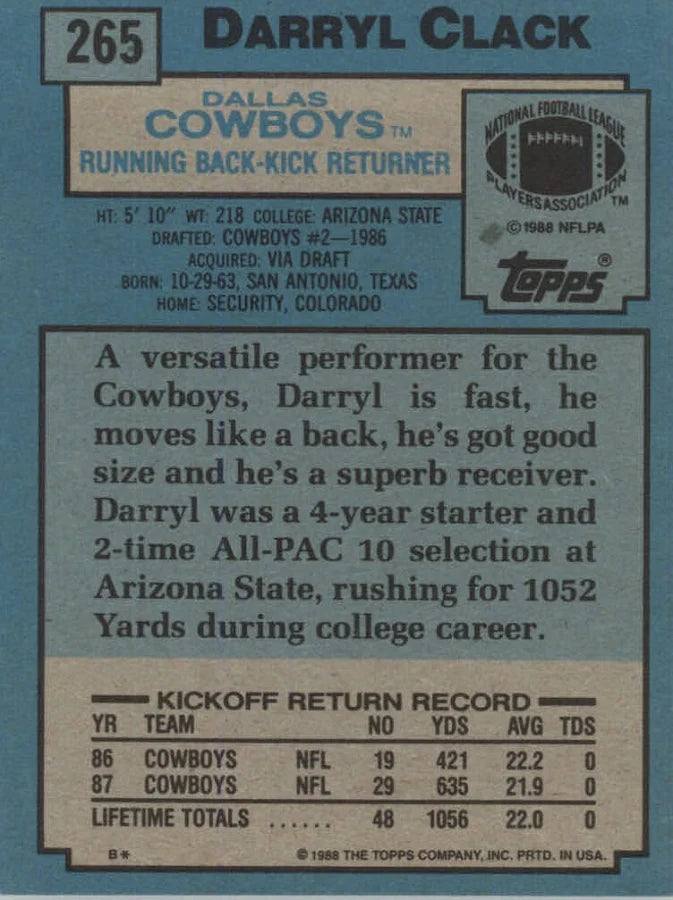 265
DARRYL CLACK
DALLAS
COWBOYS TM
RUNNING BACK-KICK RETURNER
NATIONAL FOOTBALL LEAGUE
PLAYERS ASSOCIATION TM
© 1988 NFLPA
Topps®
HT: 5' 10" WT: 218 COLLEGE: ARIZONA STATE
DRAFTED: COWBOYS #2—1986
ACQUIRED: VIA DRAFT
BORN: 10-29-63, SAN ANTONIO, TEXAS
HOME: SECURITY, COLORADO
A versatile performer for the
Cowboys, Darryl is fast, he
moves like a back, he's got good
size and he's a superb receiver.
Darryl was a 4-year starter and
2-time All-PAC 10 selection at
Arizona State, rushing for 1052
Yards during college career.
KICKOFF RETURN RECORD
YR TEAM NO YDS AVG TDS
86 COWBOYS NFL 19 421 22.2 0
87 COWBOYS NFL 29 635 21.9 0
LIFETIME TOTALS ...... 48 1056 22.0 0
B* © 1988 THE TOPPS COMPANY, INC. PRTD. IN USA.